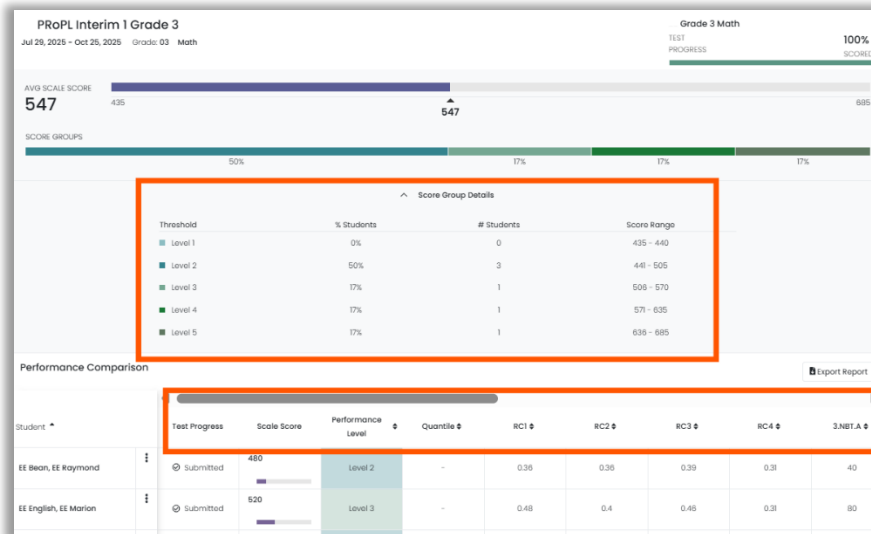 PRoPL Interim 1 Grade 3
Jul 29, 2025 - Oct 25, 2025 Grade: 03 Math
Grade 3 Math
TEST PROGRESS
100% SCORED
AVG SCALE SCORE
547
435
547
685
SCORE GROUPS
50% 17% 17% 17%
Score Group Details
Threshold % Students # Students Score Range
Level 1 0% 0 435 - 440
Level 2 50% 3 441 - 505
Level 3 17% 1 506 - 570
Level 4 17% 1 571 - 635
Level 5 17% 1 636 - 685
Performance Comparison
Export Report
Student Test Progress Scale Score Performance Level Quantile RC1 RC2 RC3 RC4 3.NBT.A
EE Bean, EE Raymond Submitted 480 Level 2 - 0.36 0.36 0.39 0.31 40
EE English, EE Marion Submitted 520 Level 3 - 0.48 0.4 0.46 0.31 80